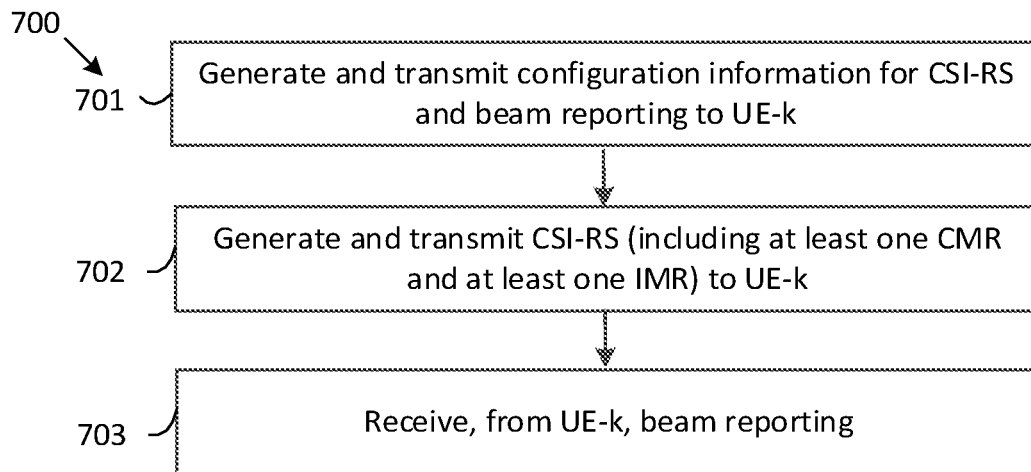 700
701
Generate and transmit configuration information for CSI-RS
and beam reporting to UE-k
702
Generate and transmit CSI-RS (including at least one CMR
and at least one IMR) to UE-k
703
Receive, from UE-k, beam reporting